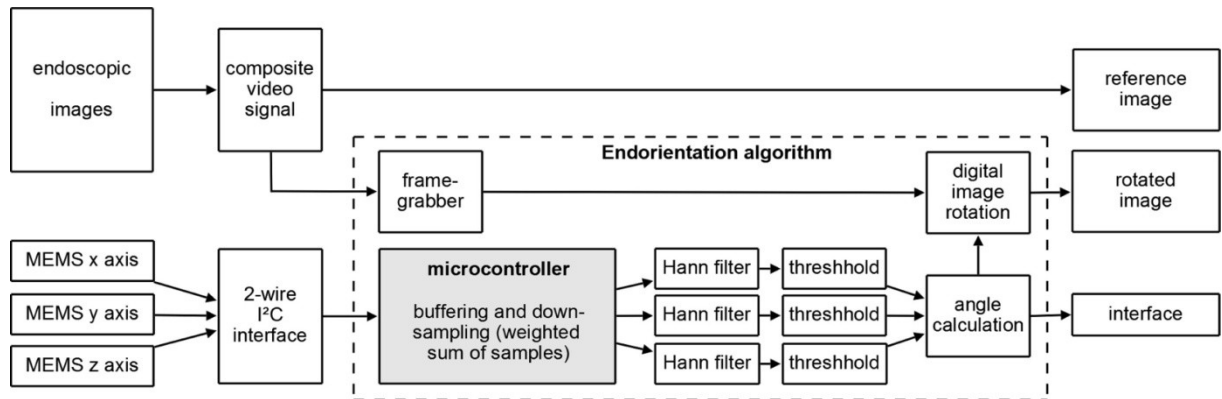 endoscopic
images
composite
video
signal
reference
image
Endorientation algorithm
frame-
grabber
digital
image
rotation
rotated
image
MEMS x axis
MEMS y axis
MEMS z axis
2-wire
I²C
interface
microcontroller
buffering and down-
sampling (weighted
sum of samples)
Hann filter
threshhold
Hann filter
threshhold
Hann filter
threshhold
angle
calculation
interface